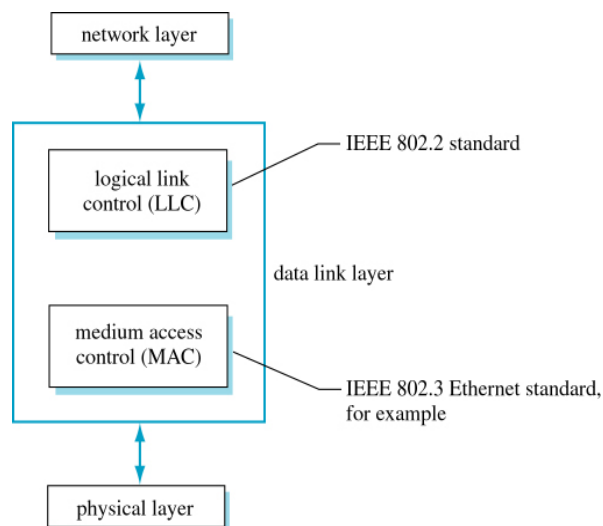 network layer
IEEE 802.2 standard
logical link
control (LLC)
data link layer
medium access
control (MAC)
IEEE 802.3 Ethernet standard,
for example
physical layer